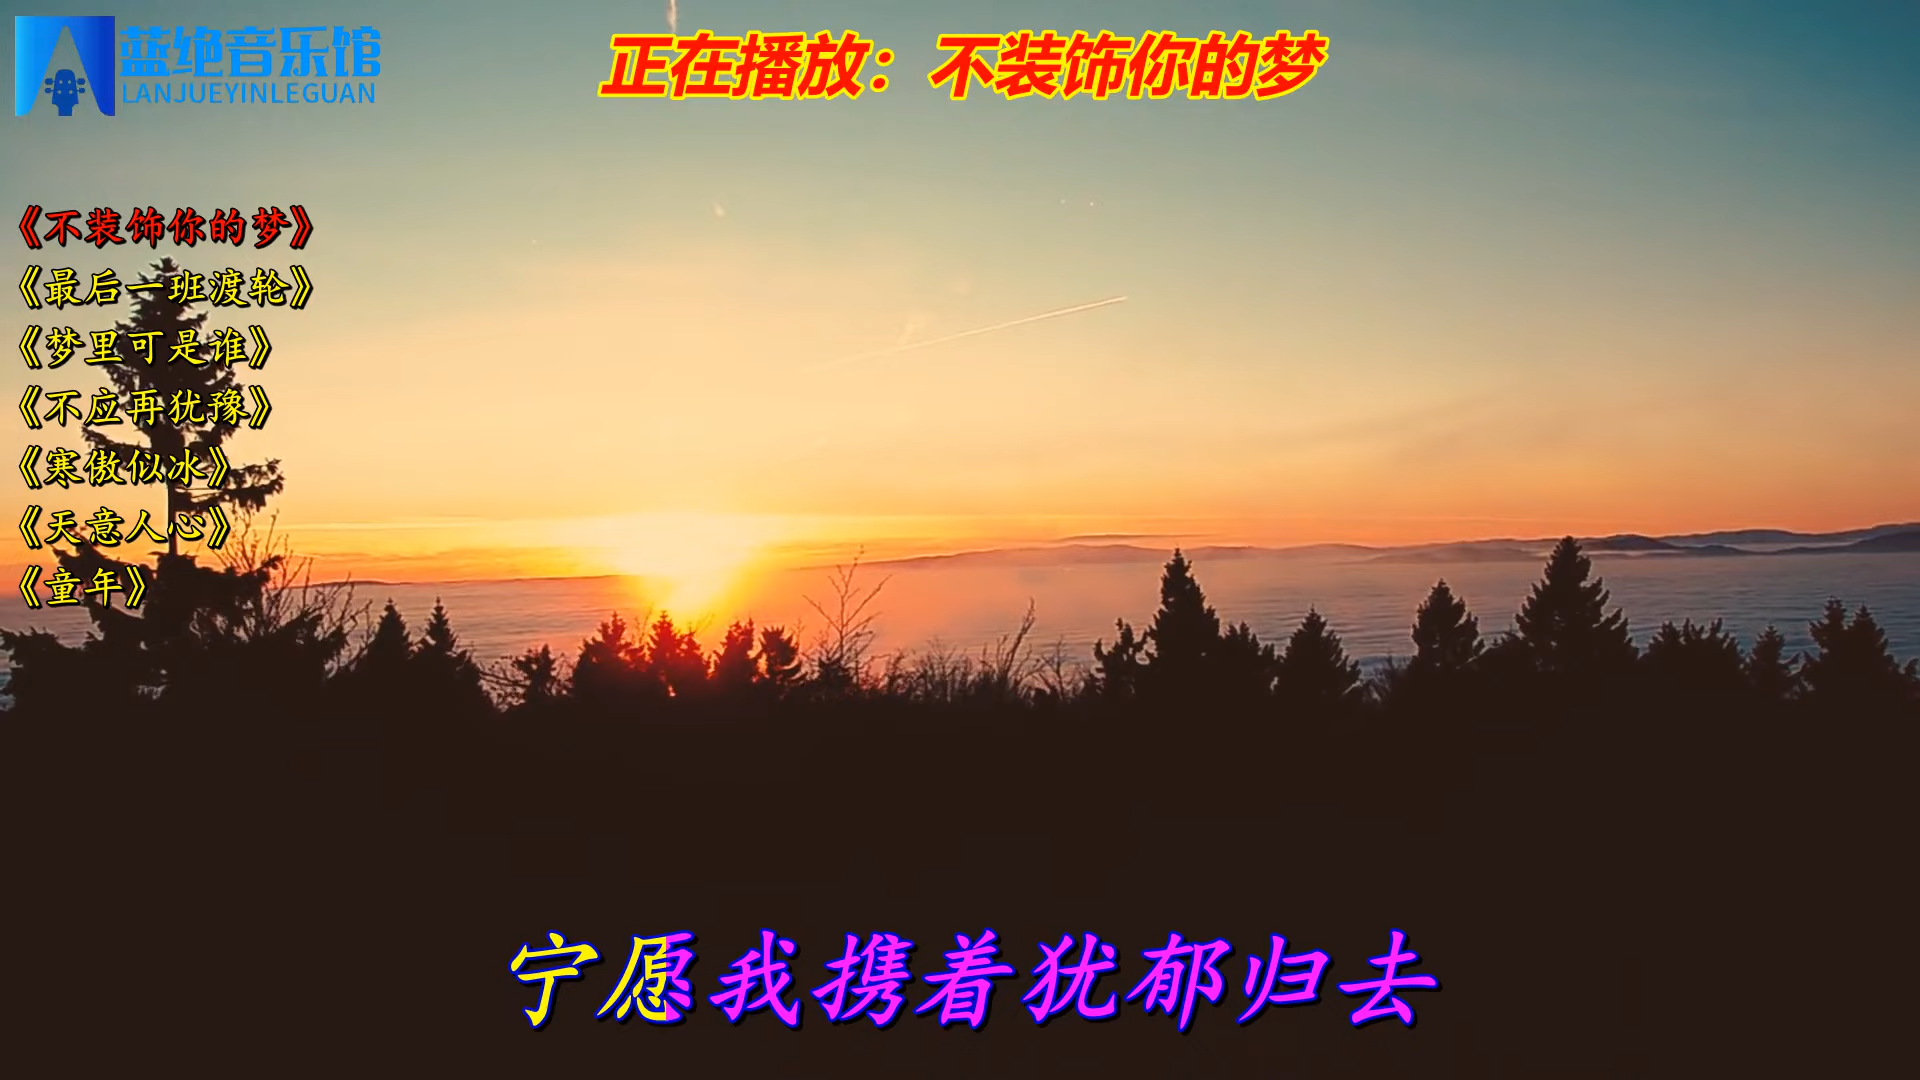 蓝绝音乐馆
LANJUEYINLEGUAN
正在播放：不装饰你的梦
《不装饰你的梦》
《最后一班渡轮》
《梦里可是谁》
《不应再犹豫》
《寒傲似冰》
《天意人心》
《童年》
宁愿我携着犹郁归去